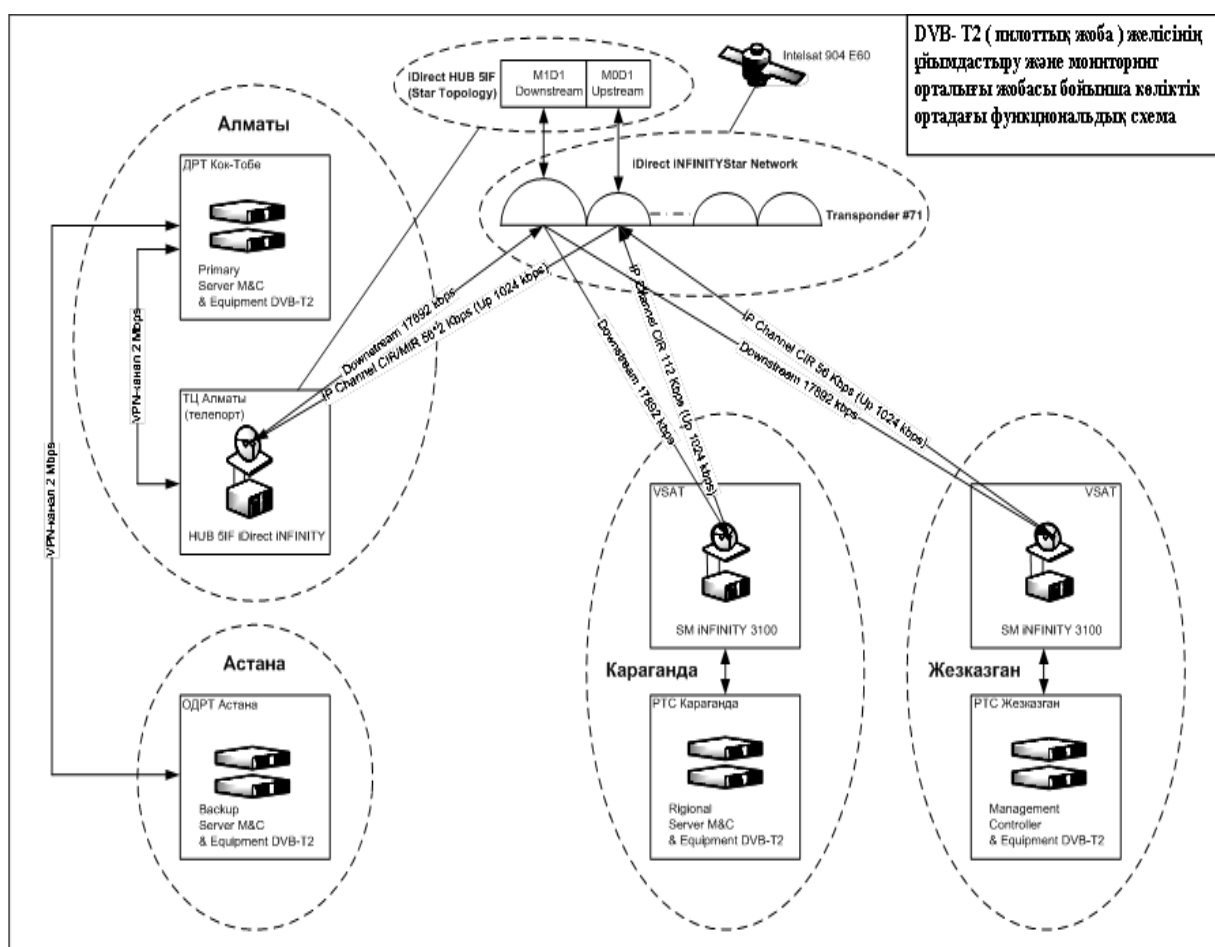 DVB- T2 ( пилоттық жоба ) желісінің
ұйымдастыру және мониторинг
орталығы жобасы бойынша көліктік
ортадағы функциональдық схема
Intelsat 904 E60
iDirect HUB 5IF
(Star Topology)
M1D1
Downstream
M0D1
Upstream
iDirect iNFINITYStar Network
Transponder #71
Алматы
ДРТ Кок-Тобе
Primary
Server M&C
& Equipment DVB-T2
VPN-канал 2 Mbps
VPN-канал 2 Mbps
ТЦ Алматы
(телепорт)
HUB 5IF iDirect iNFINITY
Downstream 17892 kbps
IP Channel CIR/MIR 56*2 Kbps (Up 1024 kbps)
Downstream 17892 kbps
IP Channel CIR 112 Kbps (Up 1024 kbps)
IP Channel CIR 56 Kbps (Up 1024 kbps)
Downstream 17892 kbps
VSAT
SM iNFINITY 3100
Караганда
РТС Караганда
Rigional
Server M&C
& Equipment DVB-T2
VSAT
SM iNFINITY 3100
Жезказган
РТС Жезказган
Management
Controller
& Equipment DVB-T2
Астана
ОДРТ Астана
Backup
Server M&C
& Equipment DVB-T2